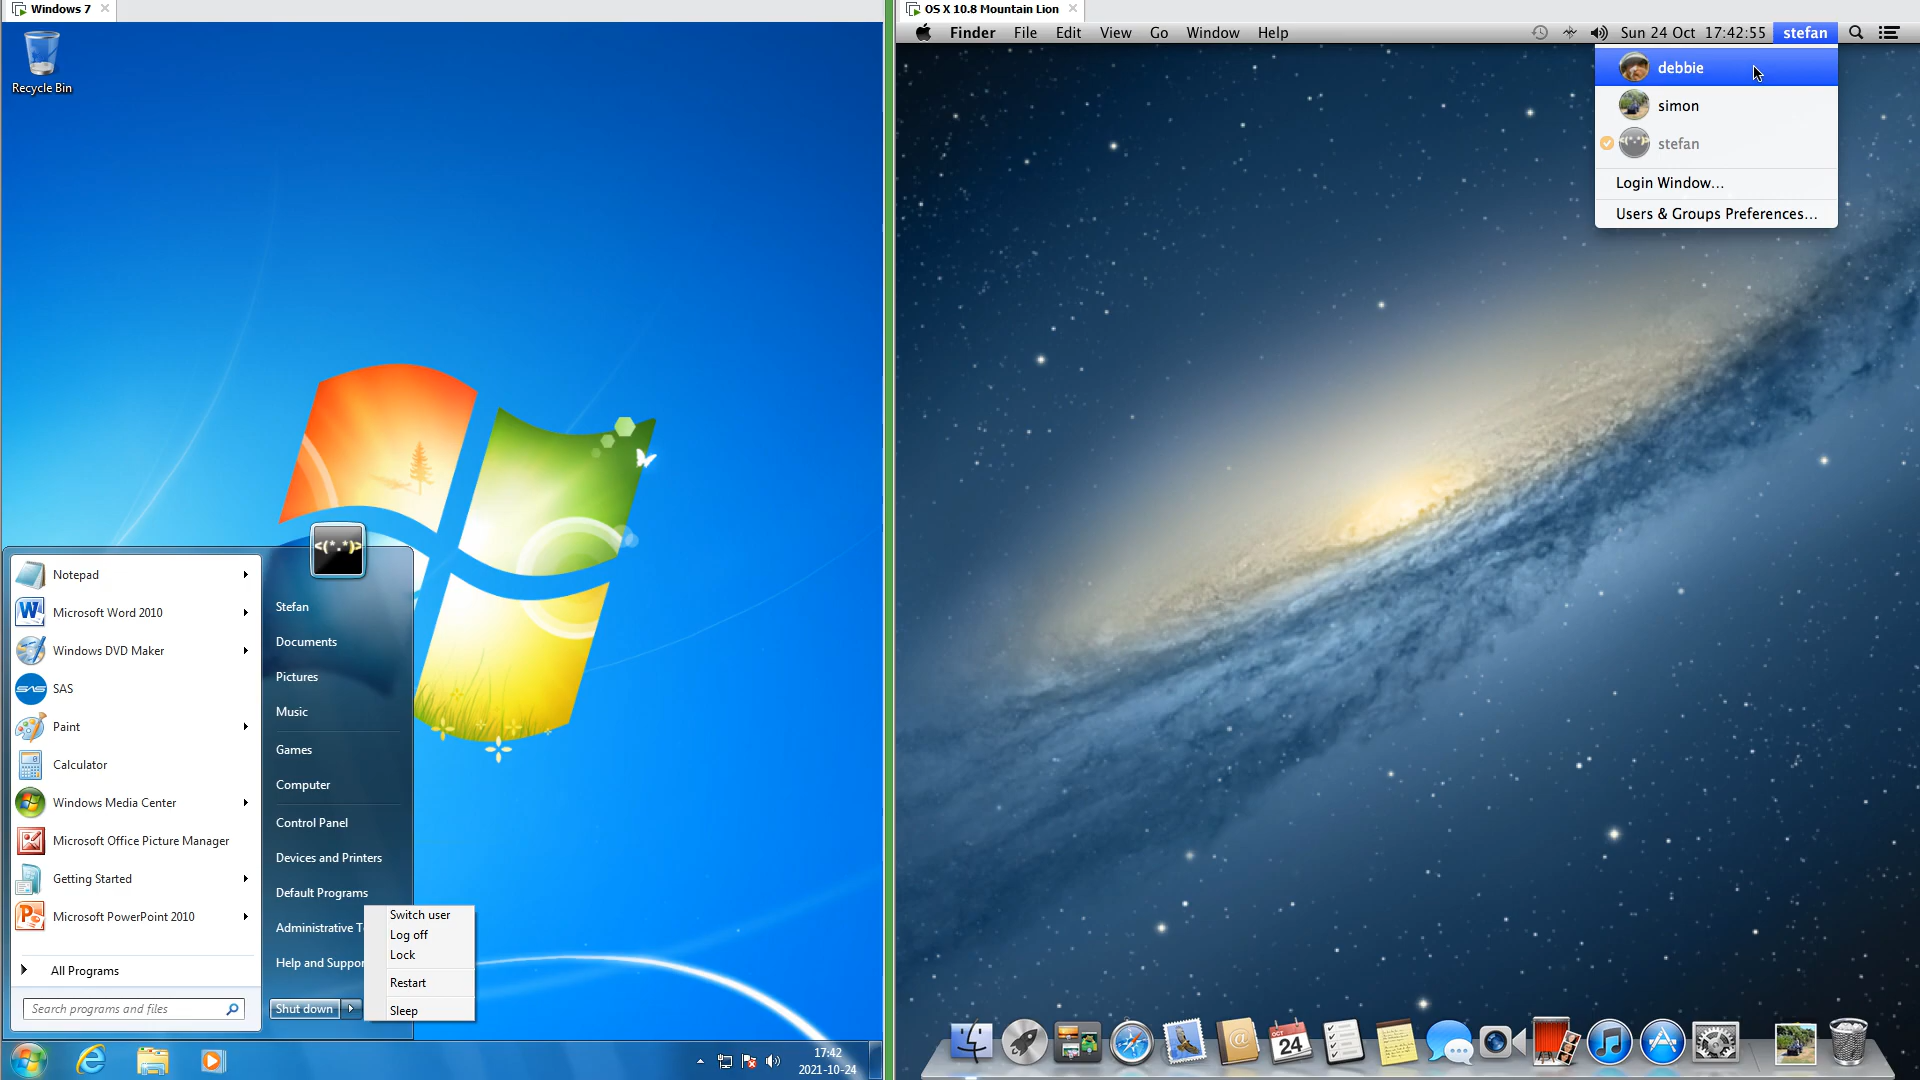 Windows 7
Recycle Bin
<(*.*)>
Notepad
Microsoft Word 2010
Windows DVD Maker
SAS
Paint
Calculator
Windows Media Center
Microsoft Office Picture Manager
Getting Started
Microsoft PowerPoint 2010
All Programs
Search programs and files
Stefan
Documents
Pictures
Music
Games
Computer
Control Panel
Devices and Printers
Default Programs
Administrative T
Help and Suppor
Shut down
Switch user
Log off
Lock
Restart
Sleep
17:42
2021-10-24
OS X 10.8 Mountain Lion
Finder File Edit View Go Window Help
Sun 24 Oct 17:42:55 stefan
debbie
simon
stefan
Login Window...
Users & Groups Preferences...
OCT
24